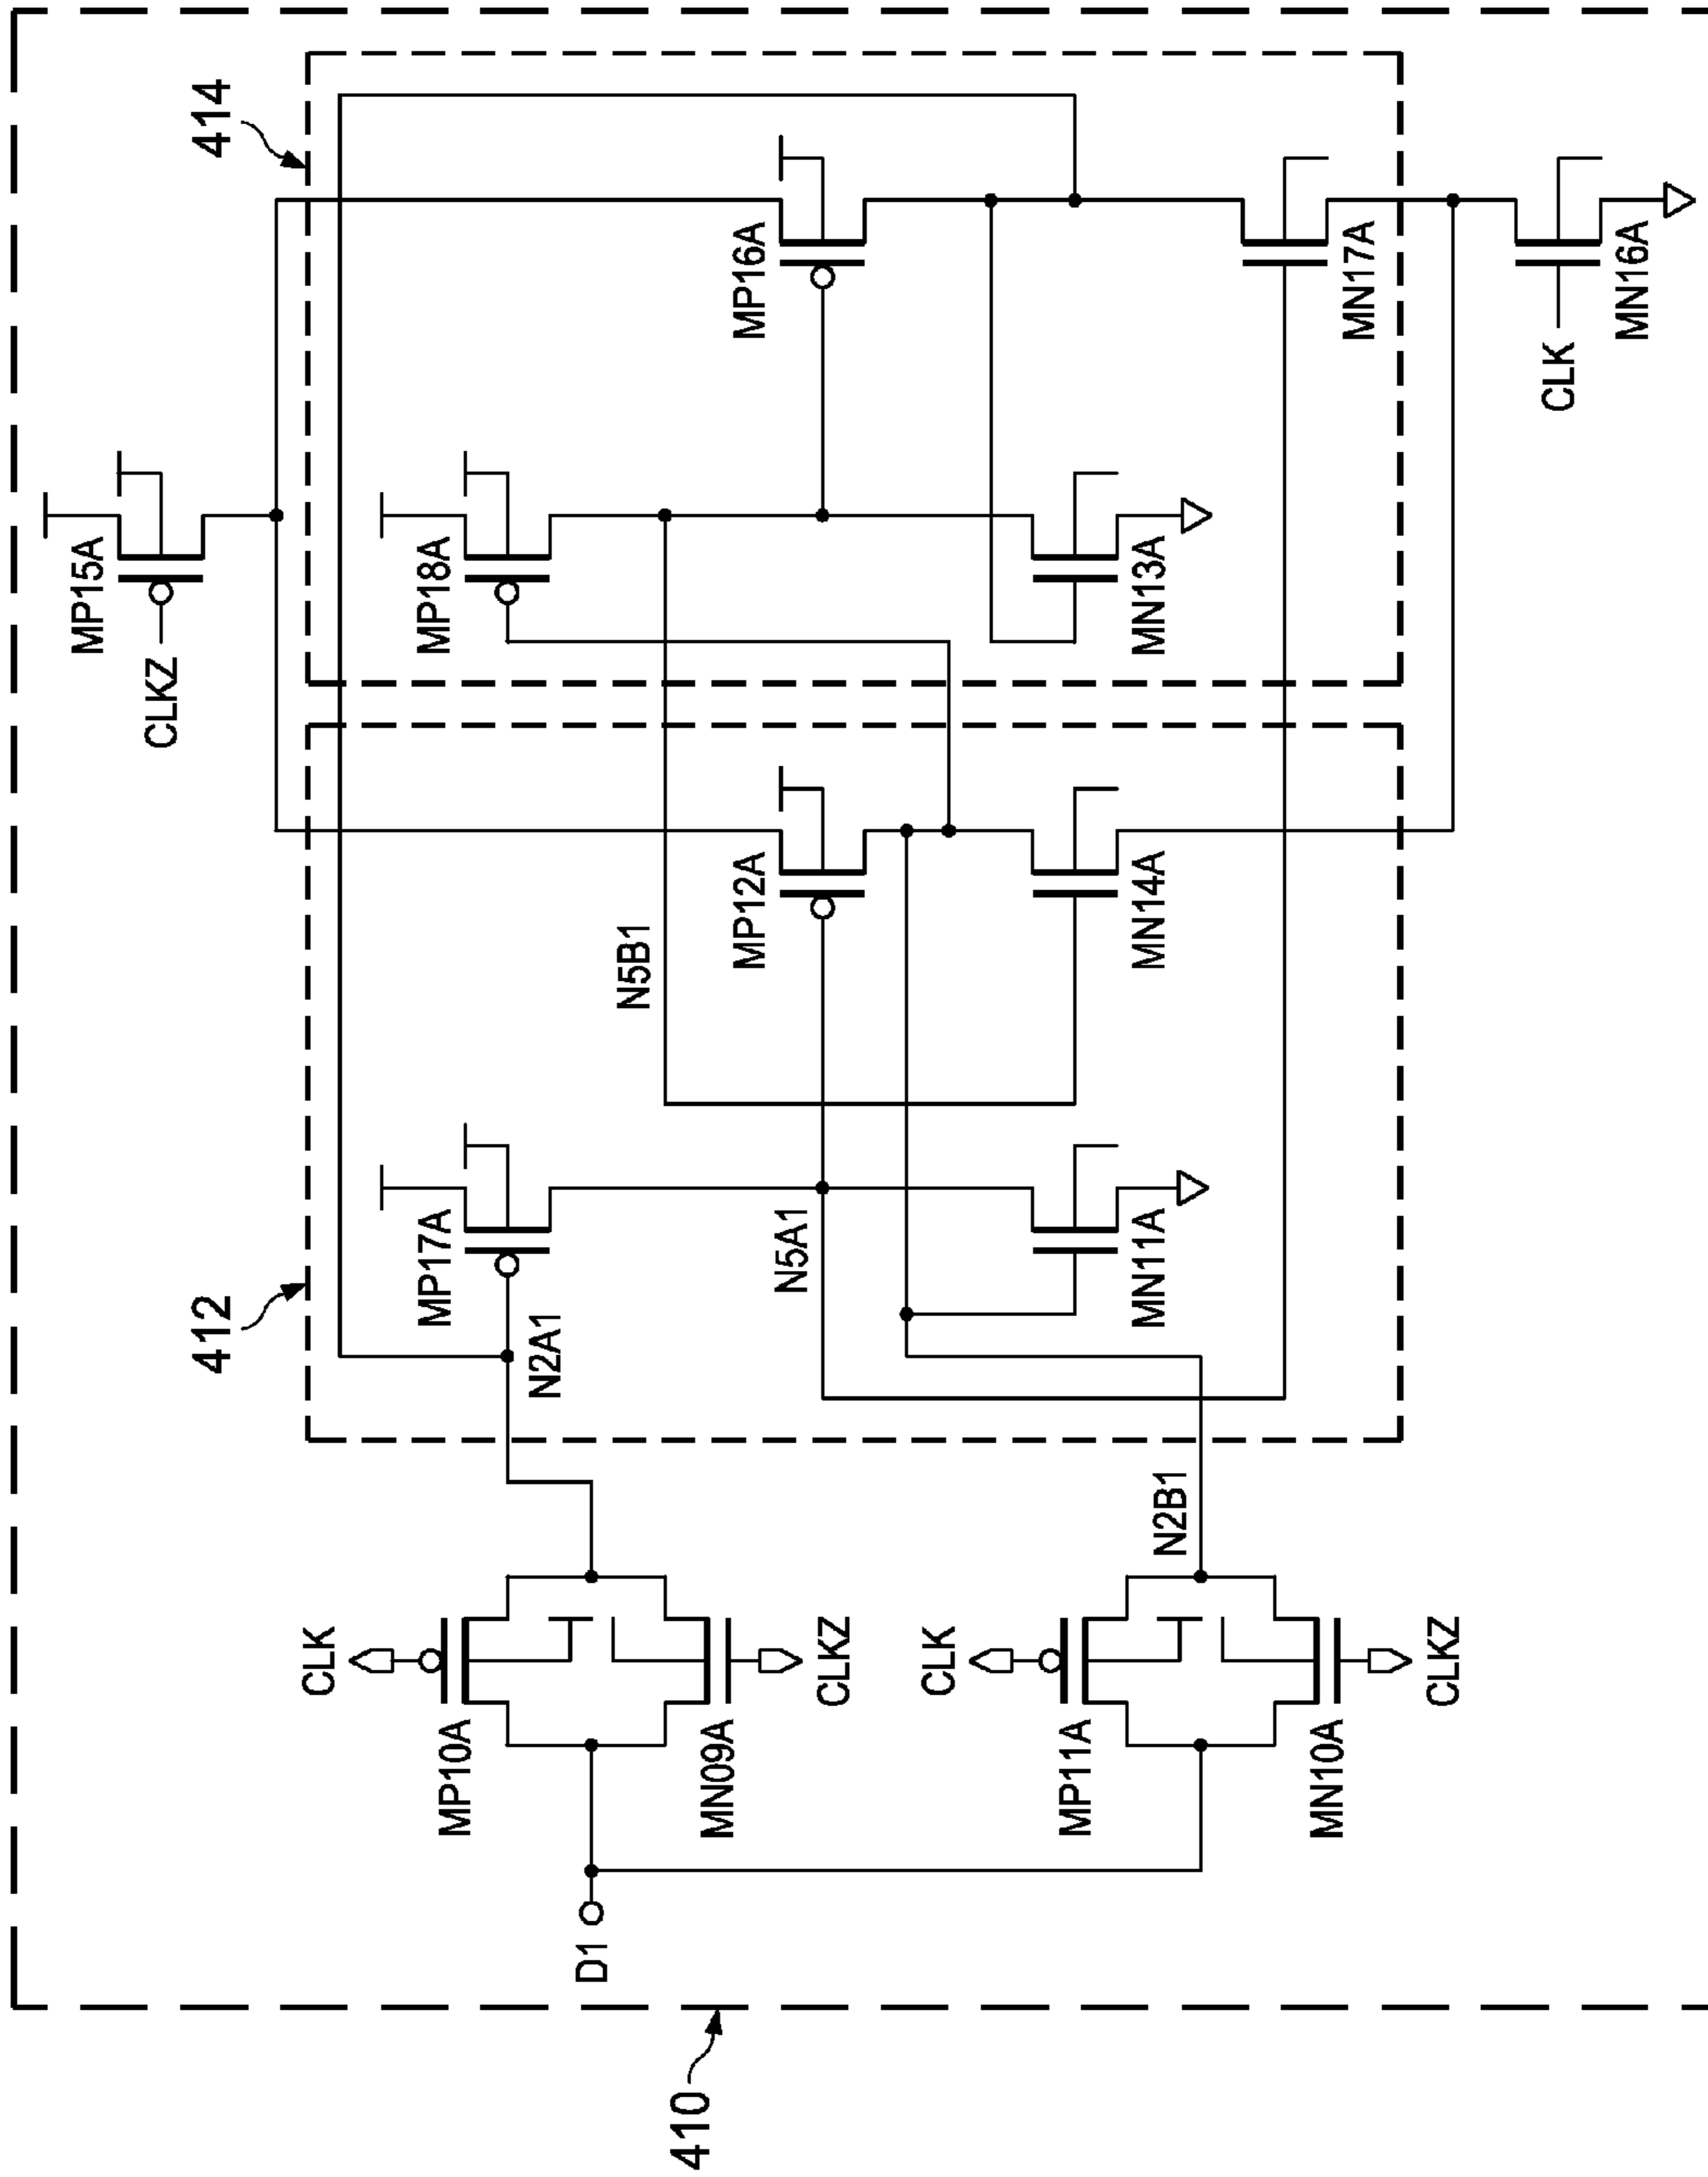 410
D1
CLK
MP10A
MN09A
CLKZ
CLK
MP11A
N2B1
MN10A
CLKZ
412
N2A1
MP17A
N5A1
MN11A
N5B1
MP12A
MN14A
414
MP15A
CLKZ
MP18A
MN13A
MP16A
MN17A
CLK
MN16A